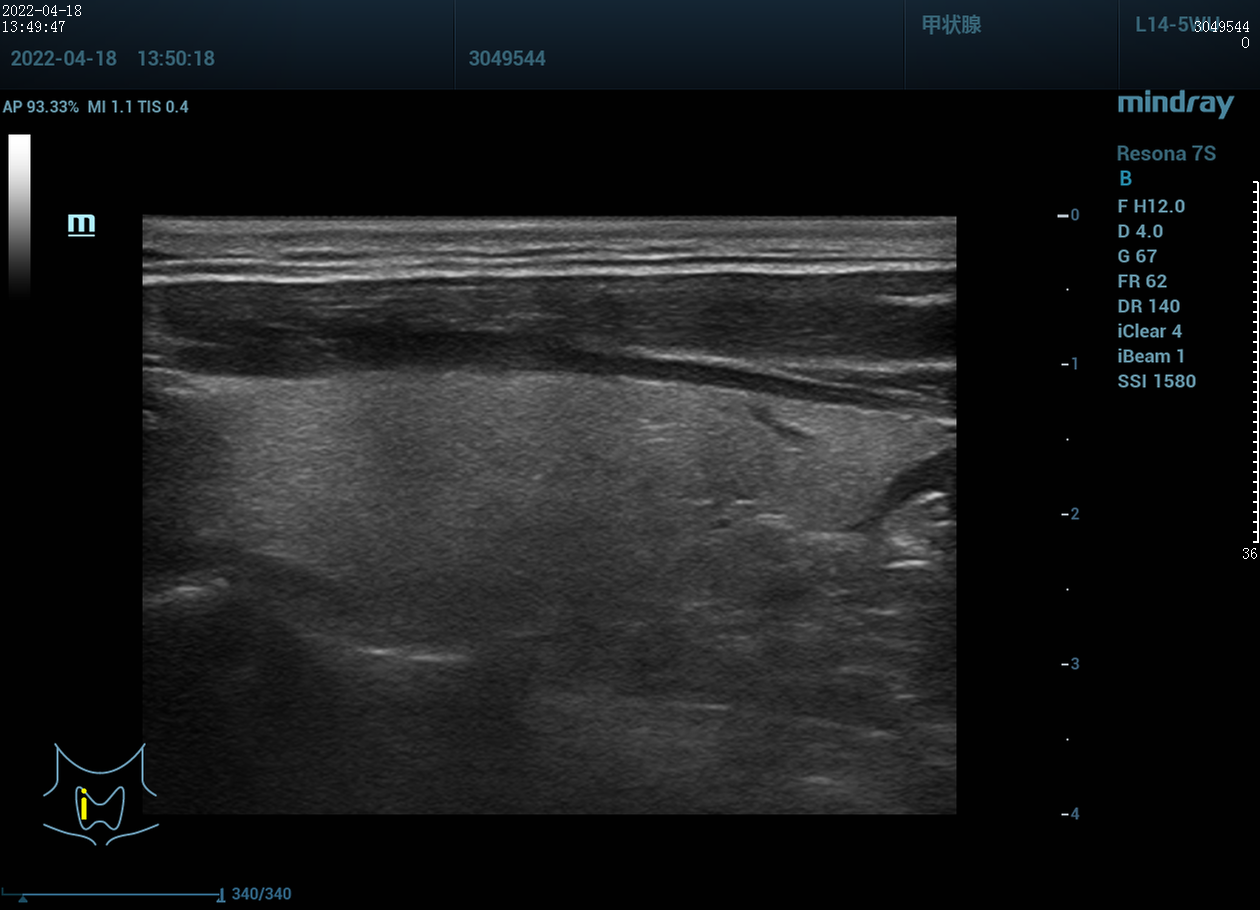 2022-04-18
13:49:47
甲状腺
3049544
0
2022-04-18 13:50:18
3049544
AP 93.33% MI 1.1 TIS 0.4
mindray
Resona 7S
B
F H12.0
D 4.0
G 67
FR 62
DR 140
iClear 4
iBeam 1
SSI 1580
m
0
1
2
3
4
36
340/340